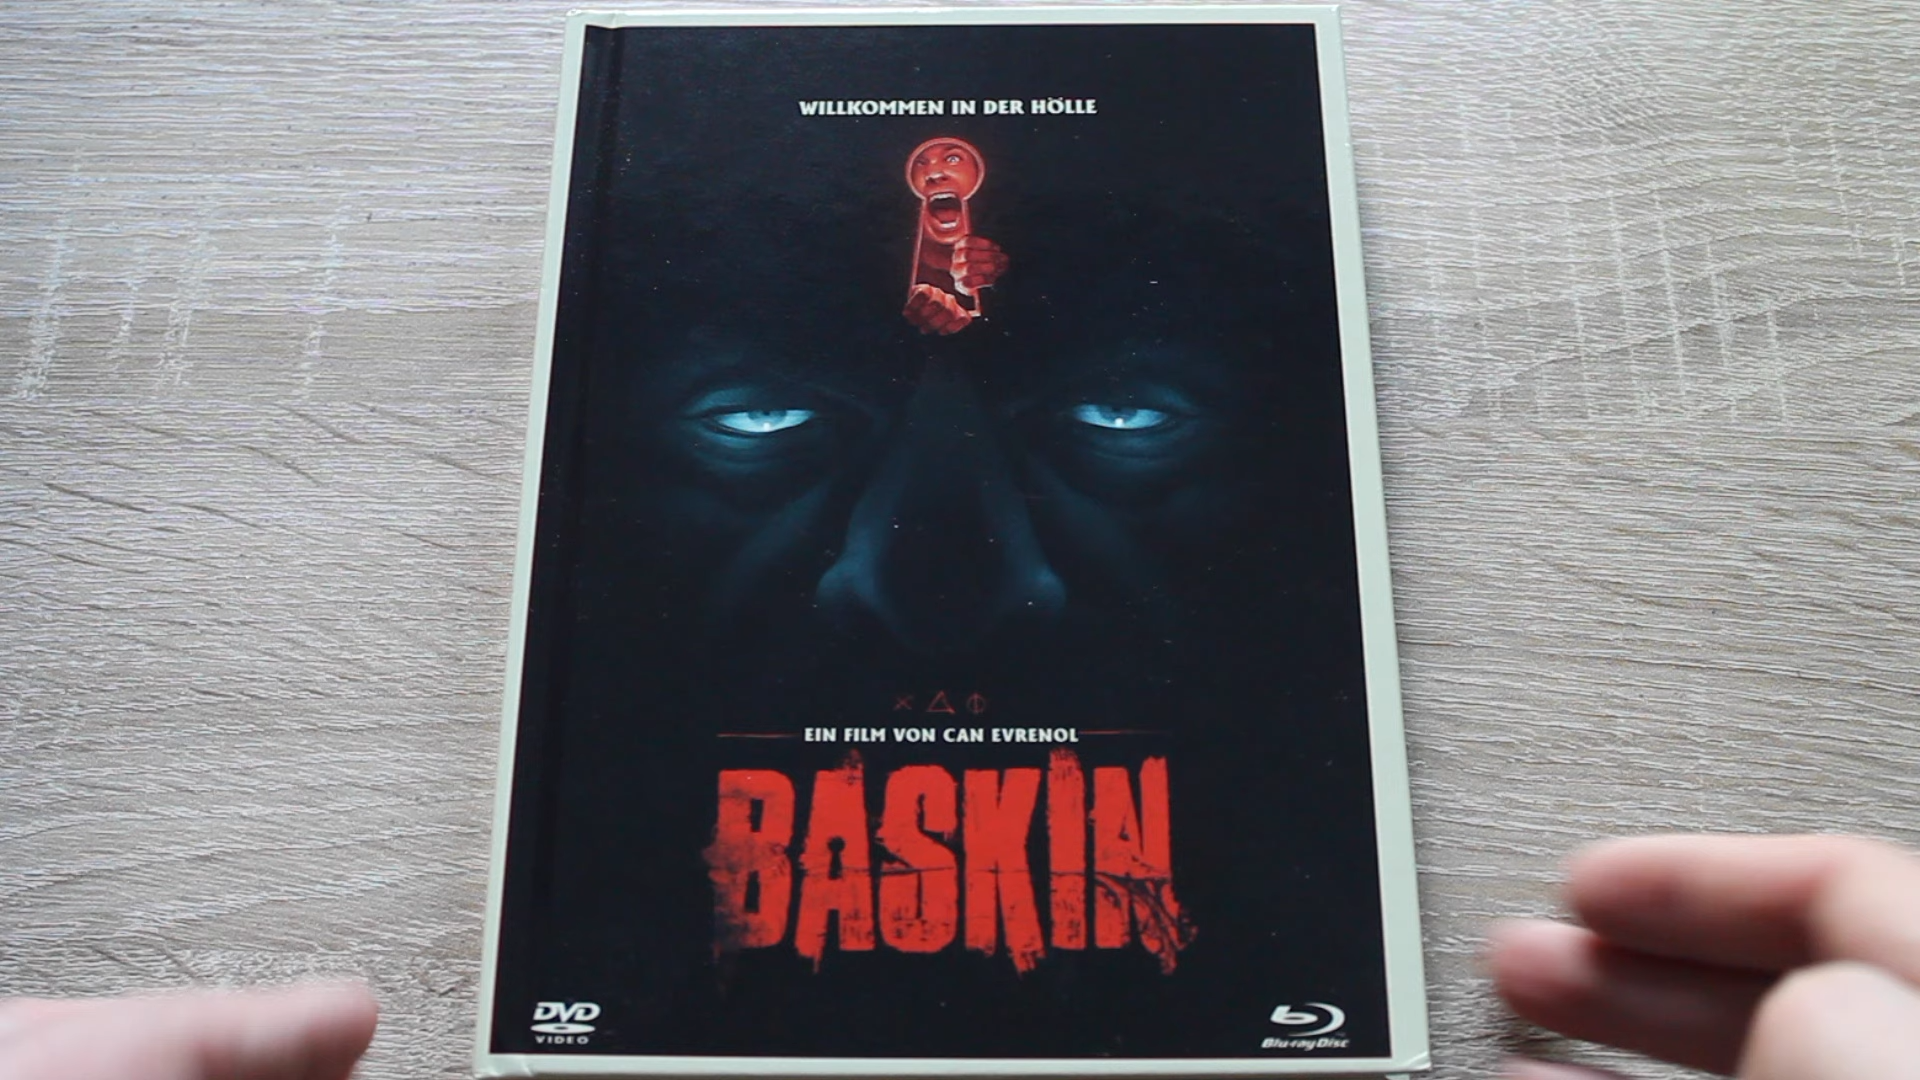 WILLKOMMEN IN DER HÖLLE
EIN FILM VON CAN EVRENOL
BASKIN
DVD
VIDEO
Blu-ray Disc